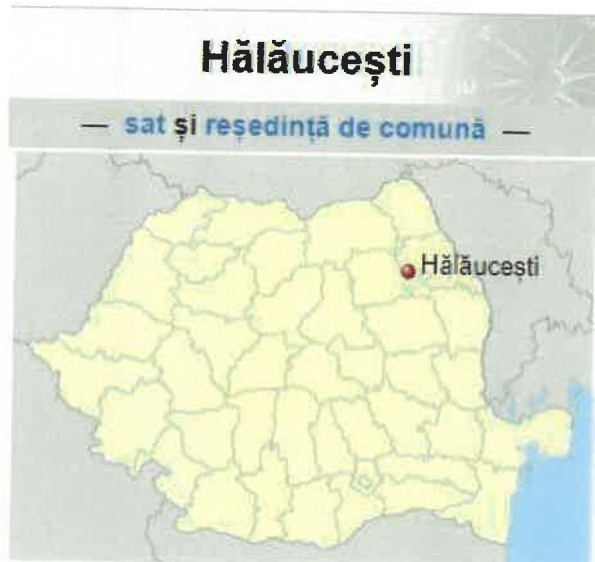 Hălăucești
— sat și reședință de comună —
Hălăucești